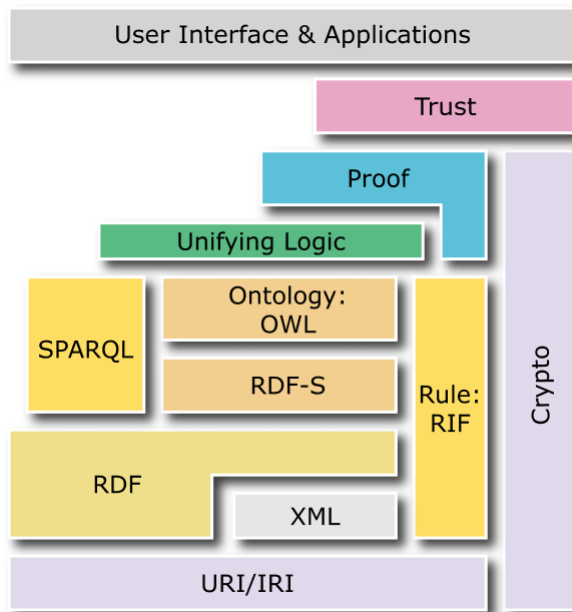 User Interface & Applications
Trust
Proof
Unifying Logic
Ontology:
OWL
SPARQL
RDF-S
Rule:
RIF
Crypto
RDF
XML
URI/IRI